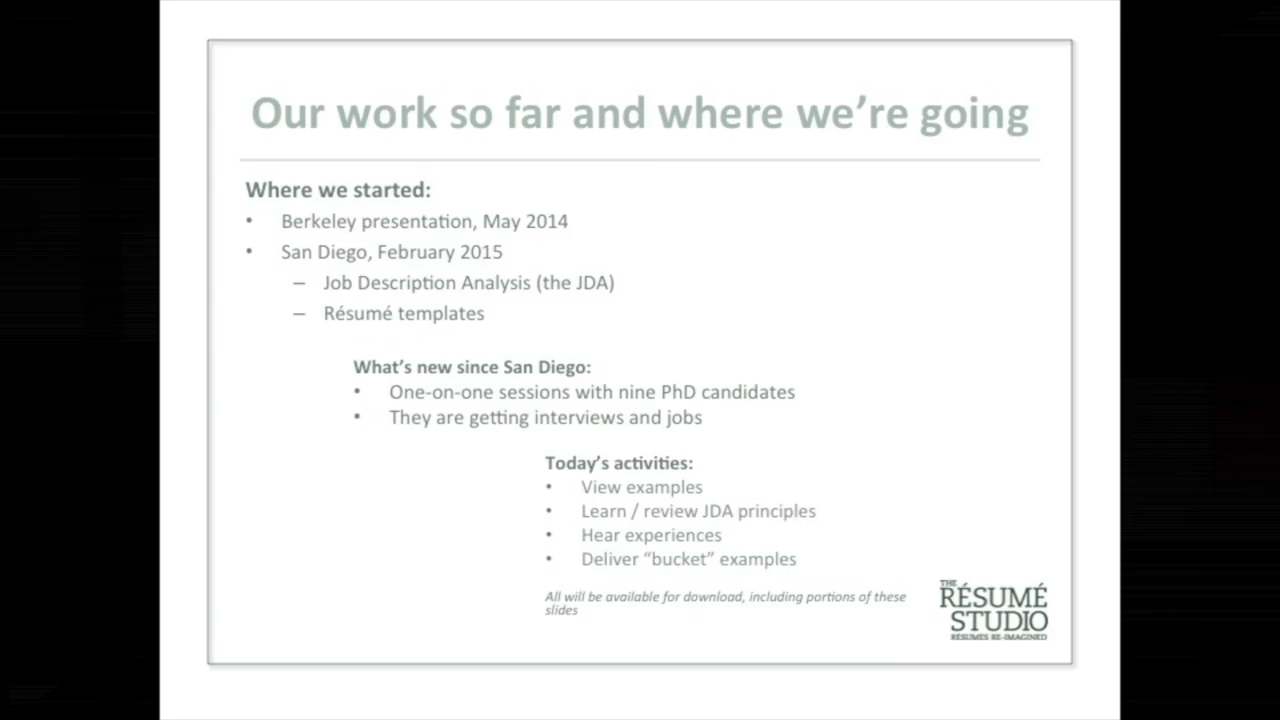 Our work so far and where we’re going
Where we started:
• Berkeley presentation, May 2014
• San Diego, February 2015
– Job Description Analysis (the JDA)
– Résumé templates
What’s new since San Diego:
• One-on-one sessions with nine PhD candidates
• They are getting interviews and jobs
Today’s activities:
• View examples
• Learn / review JDA principles
• Hear experiences
• Deliver “bucket” examples
All will be available for download, including portions of these
slides
THE
RÉSUMÉ
STUDIO
RÉSUMÉS RE-IMAGINED